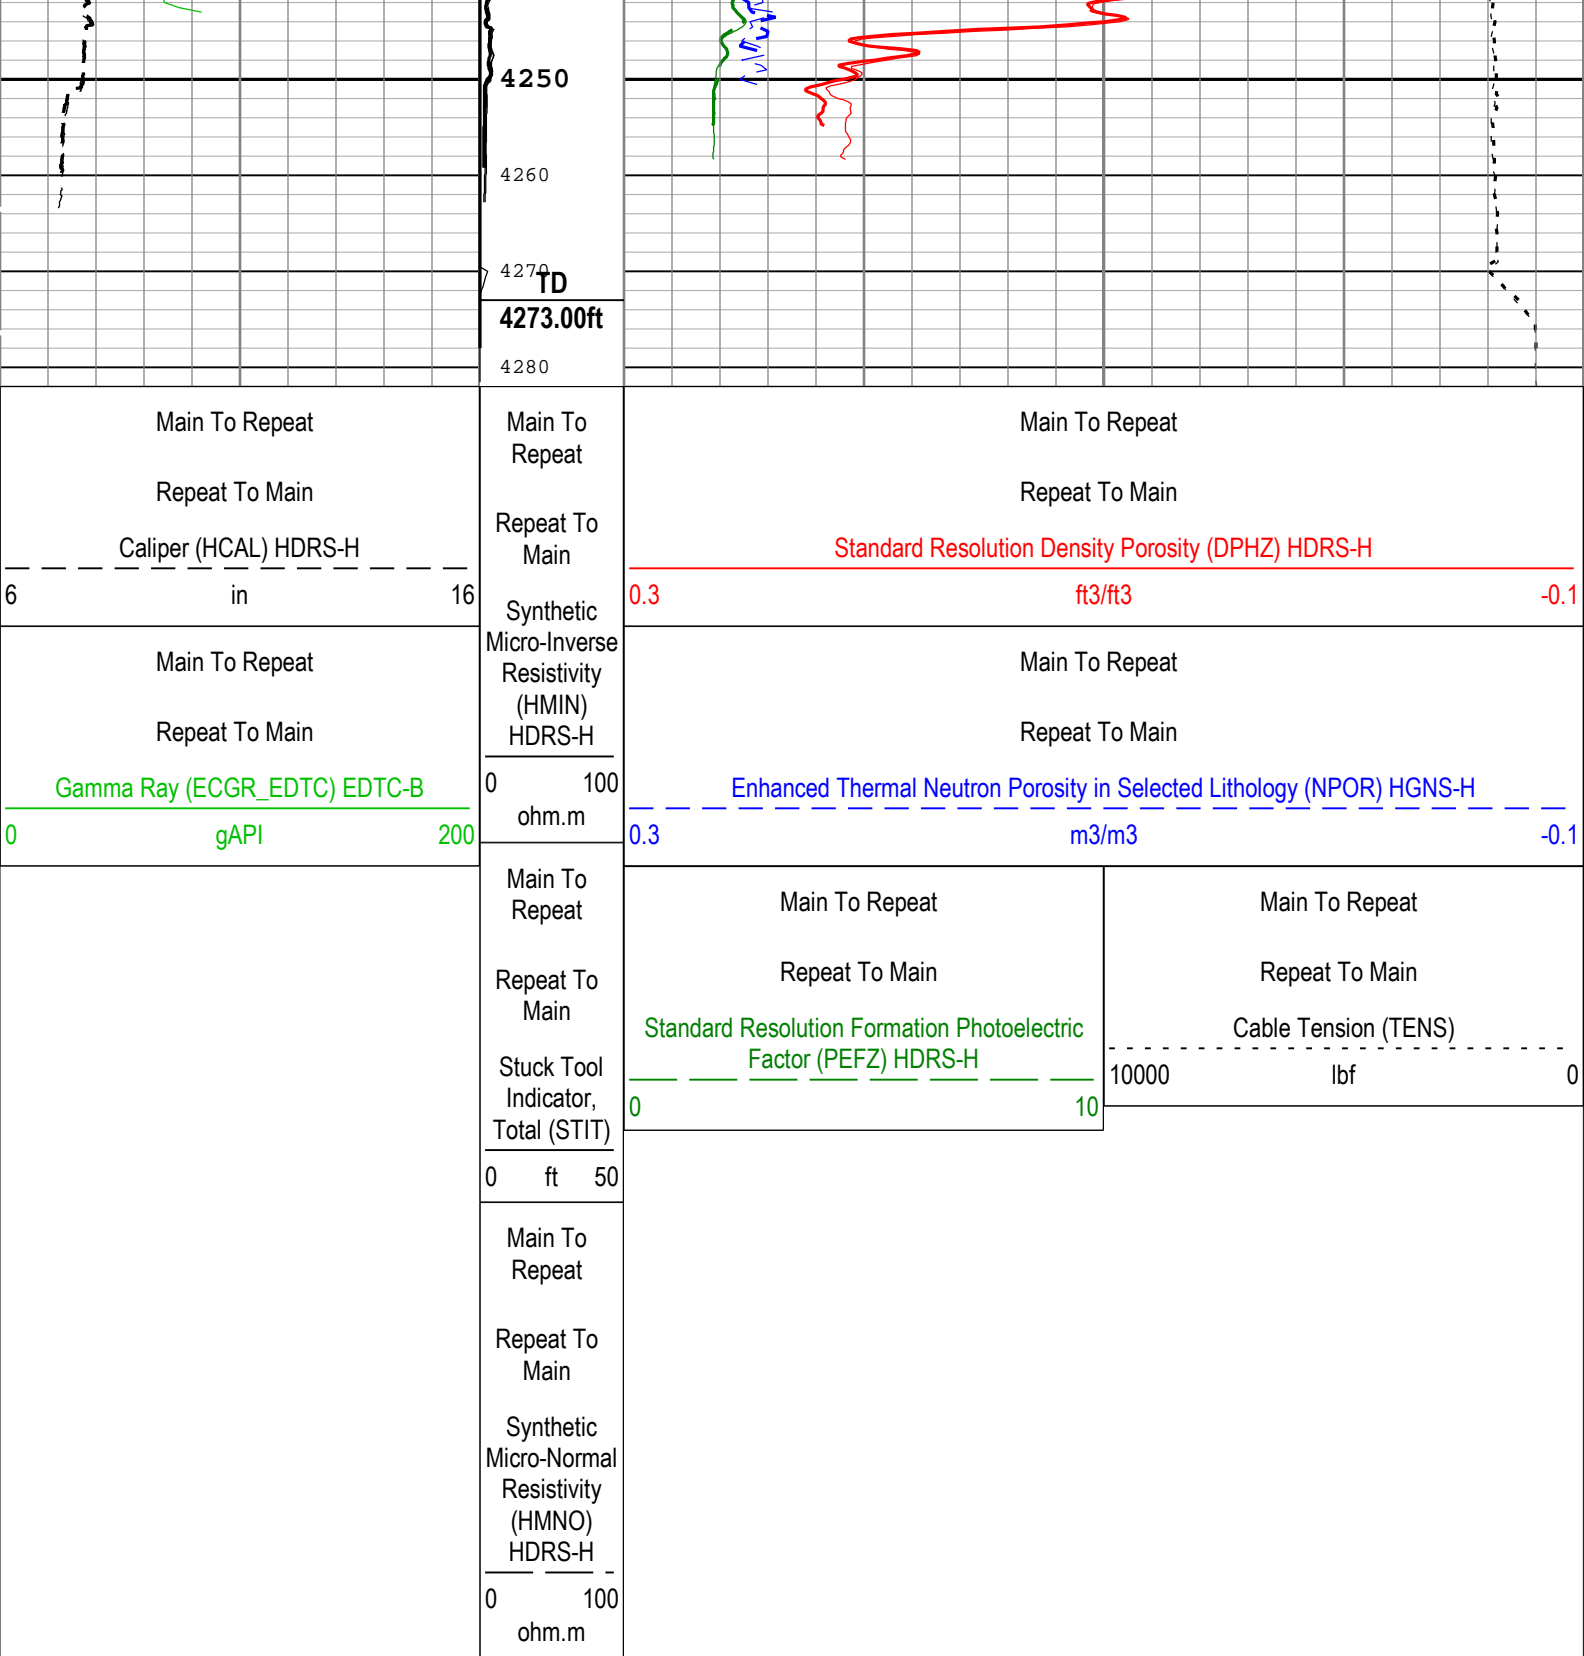 4250
4260
4270
TD
4273.00ft
4280
Main To Repeat
Repeat To Main
Caliper (HCAL) HDRS-H
6 in 16
Main To Repeat
Repeat To Main
Gamma Ray (ECGR_EDTC) EDTC-B
0 gAPI 200
Main To
Repeat
Repeat To
Main
Synthetic
Micro-Inverse
Resistivity
(HMIN)
HDRS-H
0 100
ohm.m
Main To
Repeat
Repeat To
Main
Stuck Tool
Indicator,
Total (STIT)
0 ft 50
Main To
Repeat
Repeat To
Main
Synthetic
Micro-Normal
Resistivity
(HMNO)
HDRS-H
0 100
ohm.m
Main To Repeat
Repeat To Main
Standard Resolution Density Porosity (DPHZ) HDRS-H
0.3 ft3/ft3 -0.1
Main To Repeat
Repeat To Main
Enhanced Thermal Neutron Porosity in Selected Lithology (NPOR) HGNS-H
0.3 m3/m3 -0.1
Main To Repeat
Repeat To Main
Standard Resolution Formation Photoelectric
Factor (PEFZ) HDRS-H
0 10
Main To Repeat
Repeat To Main
Cable Tension (TENS)
10000 lbf 0